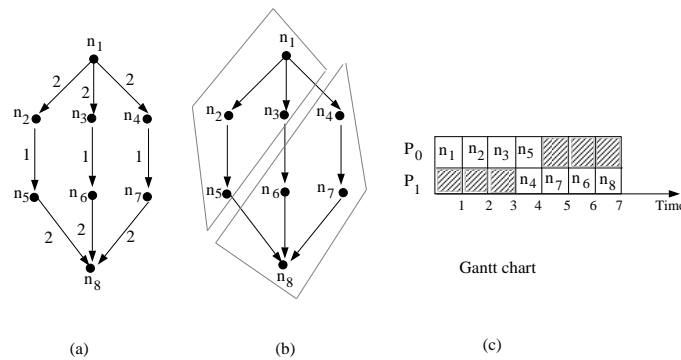 n1
2 2 2
n2 n3 n4
1 1 1
n5 n6 n7
2 2 2
n8
(a)
n1
n2 n3 n4
n5 n6 n7
n8
(b)
P0 n1 n2 n3 n5
P1 n4 n7 n6 n8
1 2 3 4 5 6 7 Time
Gantt chart
(c)